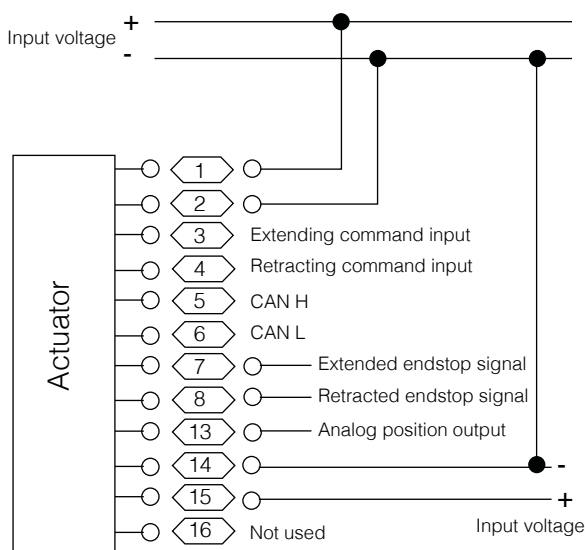 Input voltage +
-
Actuator
1
2
3 Extending command input
4 Retracting command input
5 CAN H
6 CAN L
7 Extended endstop signal
8 Retracted endstop signal
13 Analog position output
14 -
15 +
16 Not used Input voltage